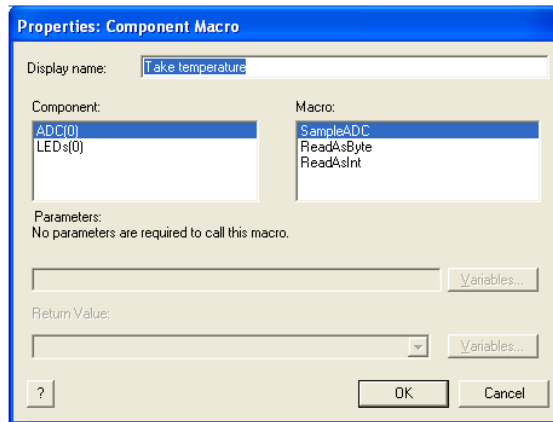 Properties: Component Macro
Display name: Take temperature
Component: Macro:
ADC(0) SampleADC
LEDs(0) ReadAsByte
ReadAsInt
Parameters:
No parameters are required to call this macro.
Variables...
Return Value:
Variables...
? OK Cancel